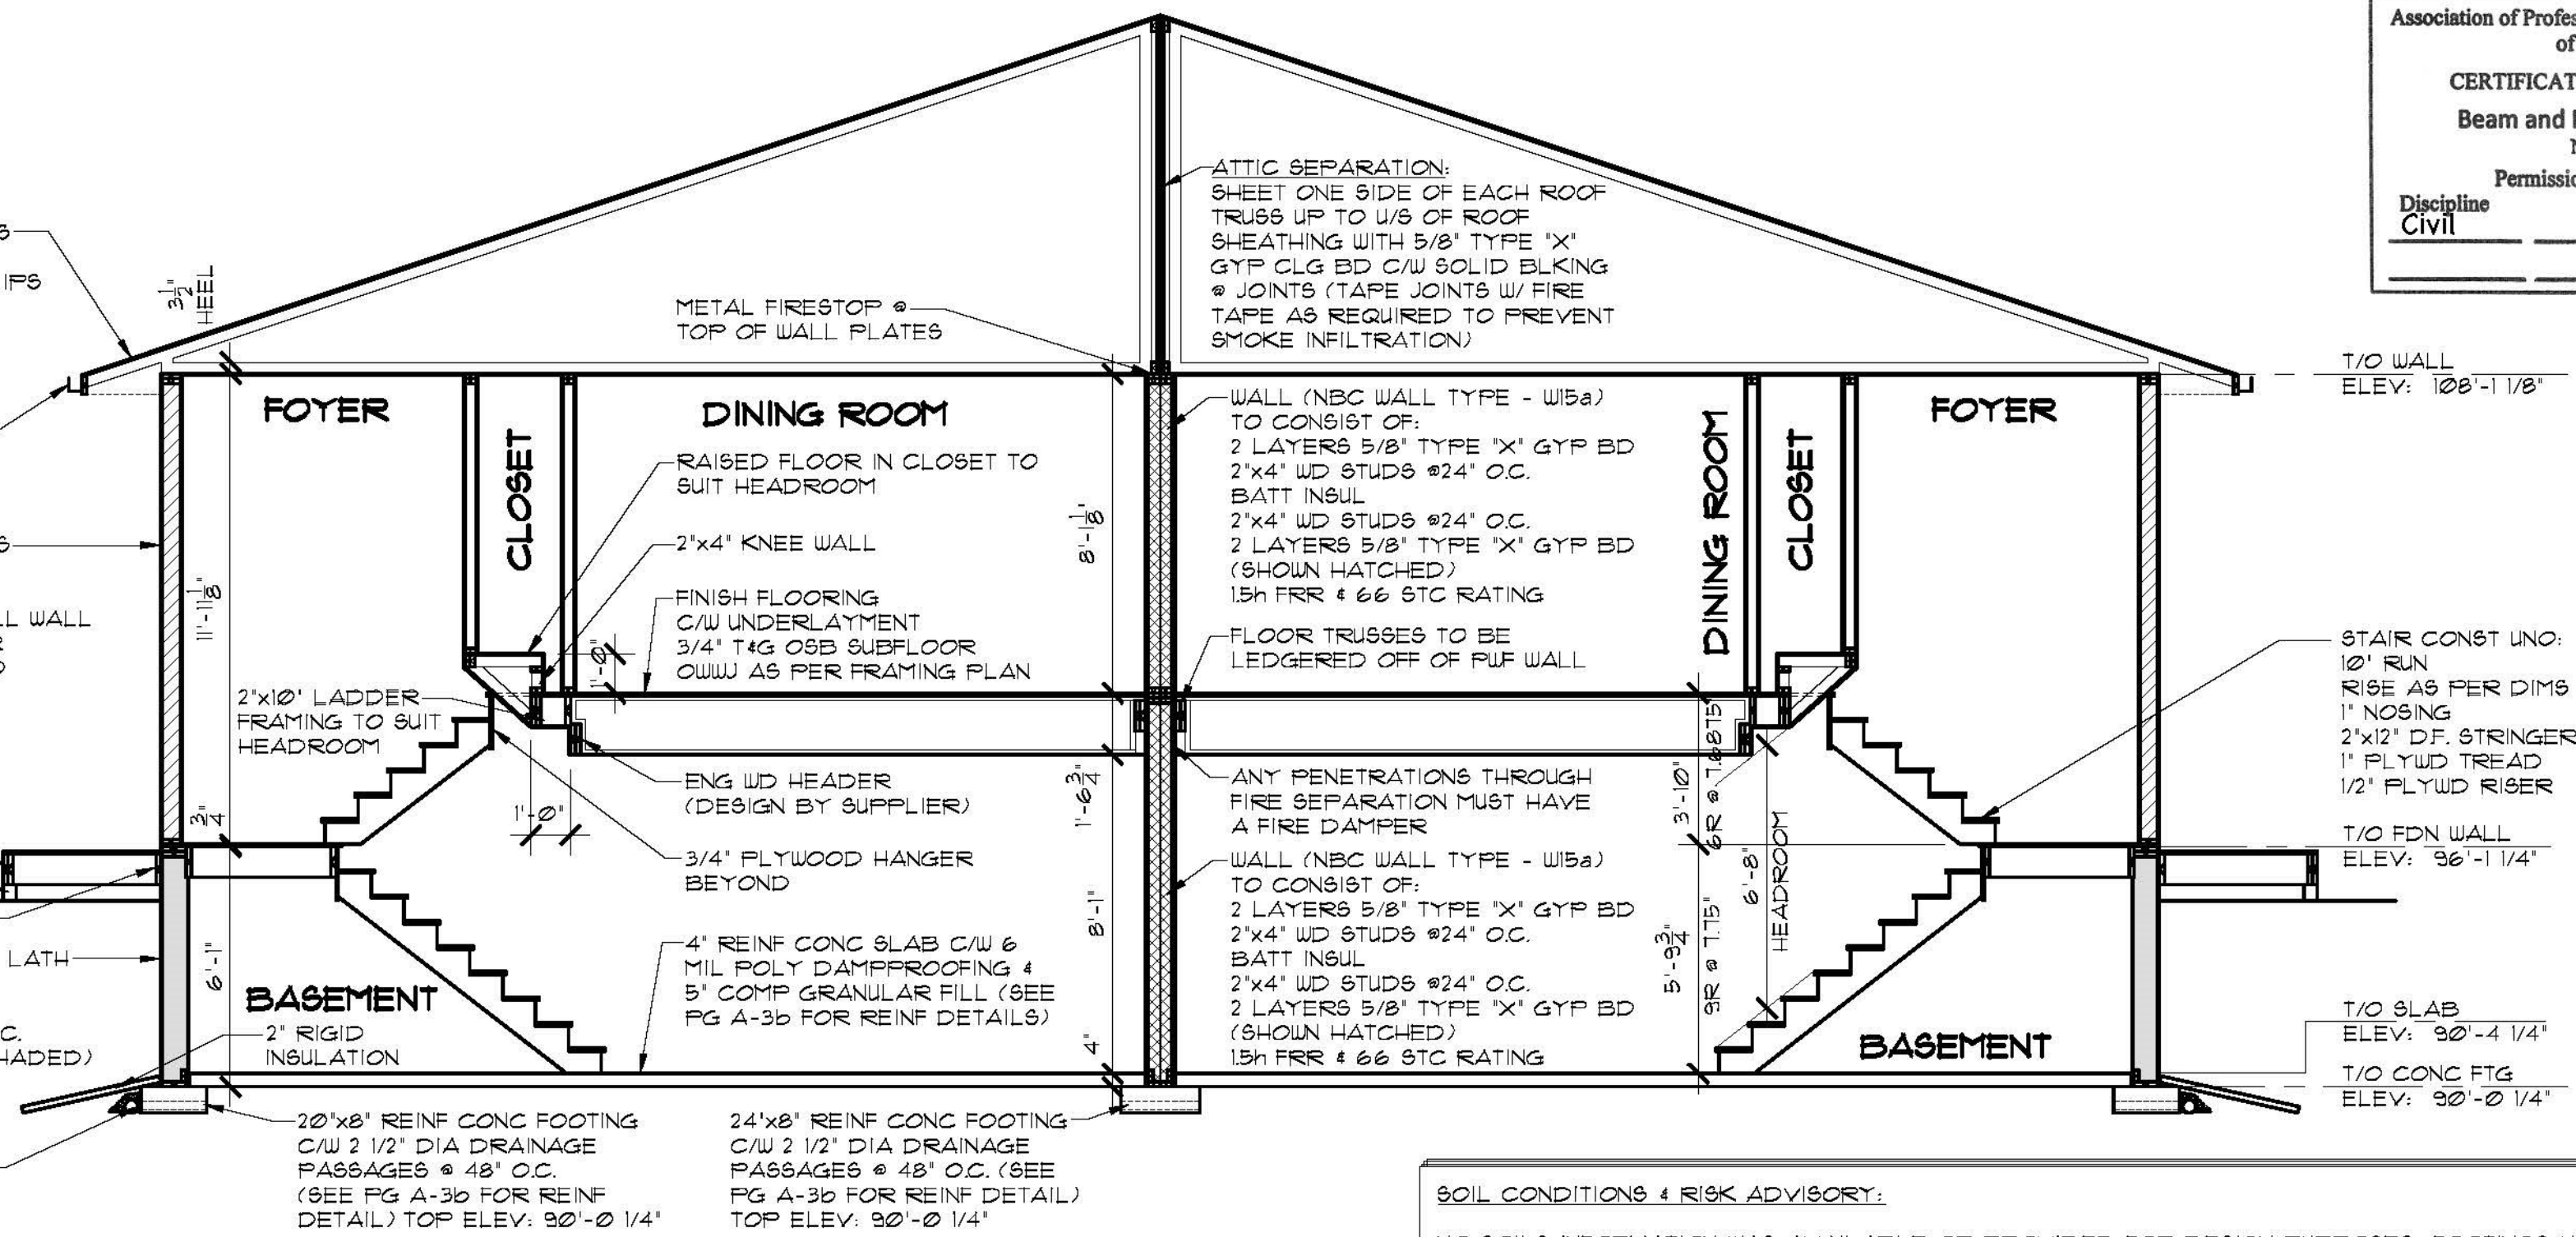 Association of Profes
of
CERTIFICAT
Beam and
Permissio
Discipline
Civil
IPS
3 1/2" HEEL
METAL FIRESTOP @
TOP OF WALL PLATES
ATTIC SEPARATION:
SHEET ONE SIDE OF EACH ROOF
TRUSS UP TO U/S OF ROOF
SHEATHING WITH 5/8" TYPE "X"
GYP CLG BD C/W SOLID BLKING
@ JOINTS (TAPE JOINTS W/ FIRE
TAPE AS REQUIRED TO PREVENT
SMOKE INFILTRATION)
T/O WALL
ELEV: 108'-1 1/8"
FOYER
CLOSET
DINING ROOM
RAISED FLOOR IN CLOSET TO
SUIT HEADROOM
2"x4" KNEE WALL
FINISH FLOORING
C/W UNDERLAYMENT
3/4" T&G OSB SUBFLOOR
OWWJ AS PER FRAMING PLAN
8'-1 1/8"
11'-11 1/8"
1'-0"
WALL (NBC WALL TYPE - W15a)
TO CONSIST OF:
2 LAYERS 5/8" TYPE "X" GYP BD
2"x4" WD STUDS @24" O.C.
BATT INSUL
2"x4" WD STUDS @24" O.C.
2 LAYERS 5/8" TYPE "X" GYP BD
(SHOWN HATCHED)
1.5h FRR & 66 STC RATING
FLOOR TRUSSES TO BE
LEDGERED OFF OF PWF WALL
DINING ROOM
CLOSET
FOYER
LL WALL
2"x10' LADDER
FRAMING TO SUIT
HEADROOM
ENG WD HEADER
(DESIGN BY SUPPLIER)
1'-0"
3/4" PLYWOOD HANGER
BEYOND
3/4"
1'-6 3/4"
ANY PENETRATIONS THROUGH
FIRE SEPARATION MUST HAVE
A FIRE DAMPER
3'-10"
6R @ 7.6875"
6'-8"
HEADROOM
STAIR CONST UNO:
10' RUN
RISE AS PER DIMS
1" NOSING
2"x12" D.F. STRINGER
1" PLYWD TREAD
1/2" PLYWD RISER
T/O FDN WALL
ELEV: 96'-1 1/4"
WALL (NBC WALL TYPE - W15a)
TO CONSIST OF:
2 LAYERS 5/8" TYPE "X" GYP BD
2"x4" WD STUDS @24" O.C.
BATT INSUL
2"x4" WD STUDS @24" O.C.
2 LAYERS 5/8" TYPE "X" GYP BD
(SHOWN HATCHED)
1.5h FRR & 66 STC RATING
8'-1"
4"
5'-9 3/4"
9R @ 7.75"
LATH
6'-1"
BASEMENT
4" REINF CONC SLAB C/W 6
MIL POLY DAMPPROOFING &
5" COMP GRANULAR FILL (SEE
PG A-3b FOR REINF DETAILS)
2" RIGID
INSULATION
C.
HADED)
BASEMENT
T/O SLAB
ELEV: 90'-4 1/4"
T/O CONC FTG
ELEV: 90'-0 1/4"
20"x8" REINF CONC FOOTING
C/W 2 1/2" DIA DRAINAGE
PASSAGES @ 48" O.C.
(SEE PG A-3b FOR REINF
DETAIL) TOP ELEV: 90'-0 1/4"
24'x8" REINF CONC FOOTING
C/W 2 1/2" DIA DRAINAGE
PASSAGES @ 48" O.C. (SEE
PG A-3b FOR REINF DETAIL)
TOP ELEV: 90'-0 1/4"
SOIL CONDITIONS & RISK ADVISORY: